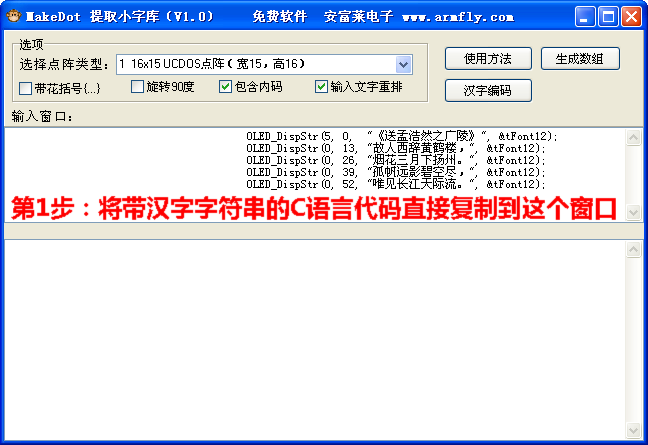 MakeDot 提取小字库（V1.0） 免费软件 安富莱电子 www.armfly.com
选项
选择点阵类型： 1 16x15 UCDOS点阵（宽15，高16）
带花括号{...} 旋转90度 包含内码 输入文字重排
使用方法 生成数组
汉字编码
输入窗口：
OLED_DispStr(5, 0, "《送孟浩然之广陵》", &tFont12);
OLED_DispStr(0, 13, "故人西辞黄鹤楼，", &tFont12);
OLED_DispStr(0, 26, "烟花三月下扬州。", &tFont12);
OLED_DispStr(0, 39, "孤帆远影碧空尽，", &tFont12);
OLED_DispStr(0, 52, "唯见长江天际流。", &tFont12);
第1步：将带汉字字符串的C语言代码直接复制到这个窗口